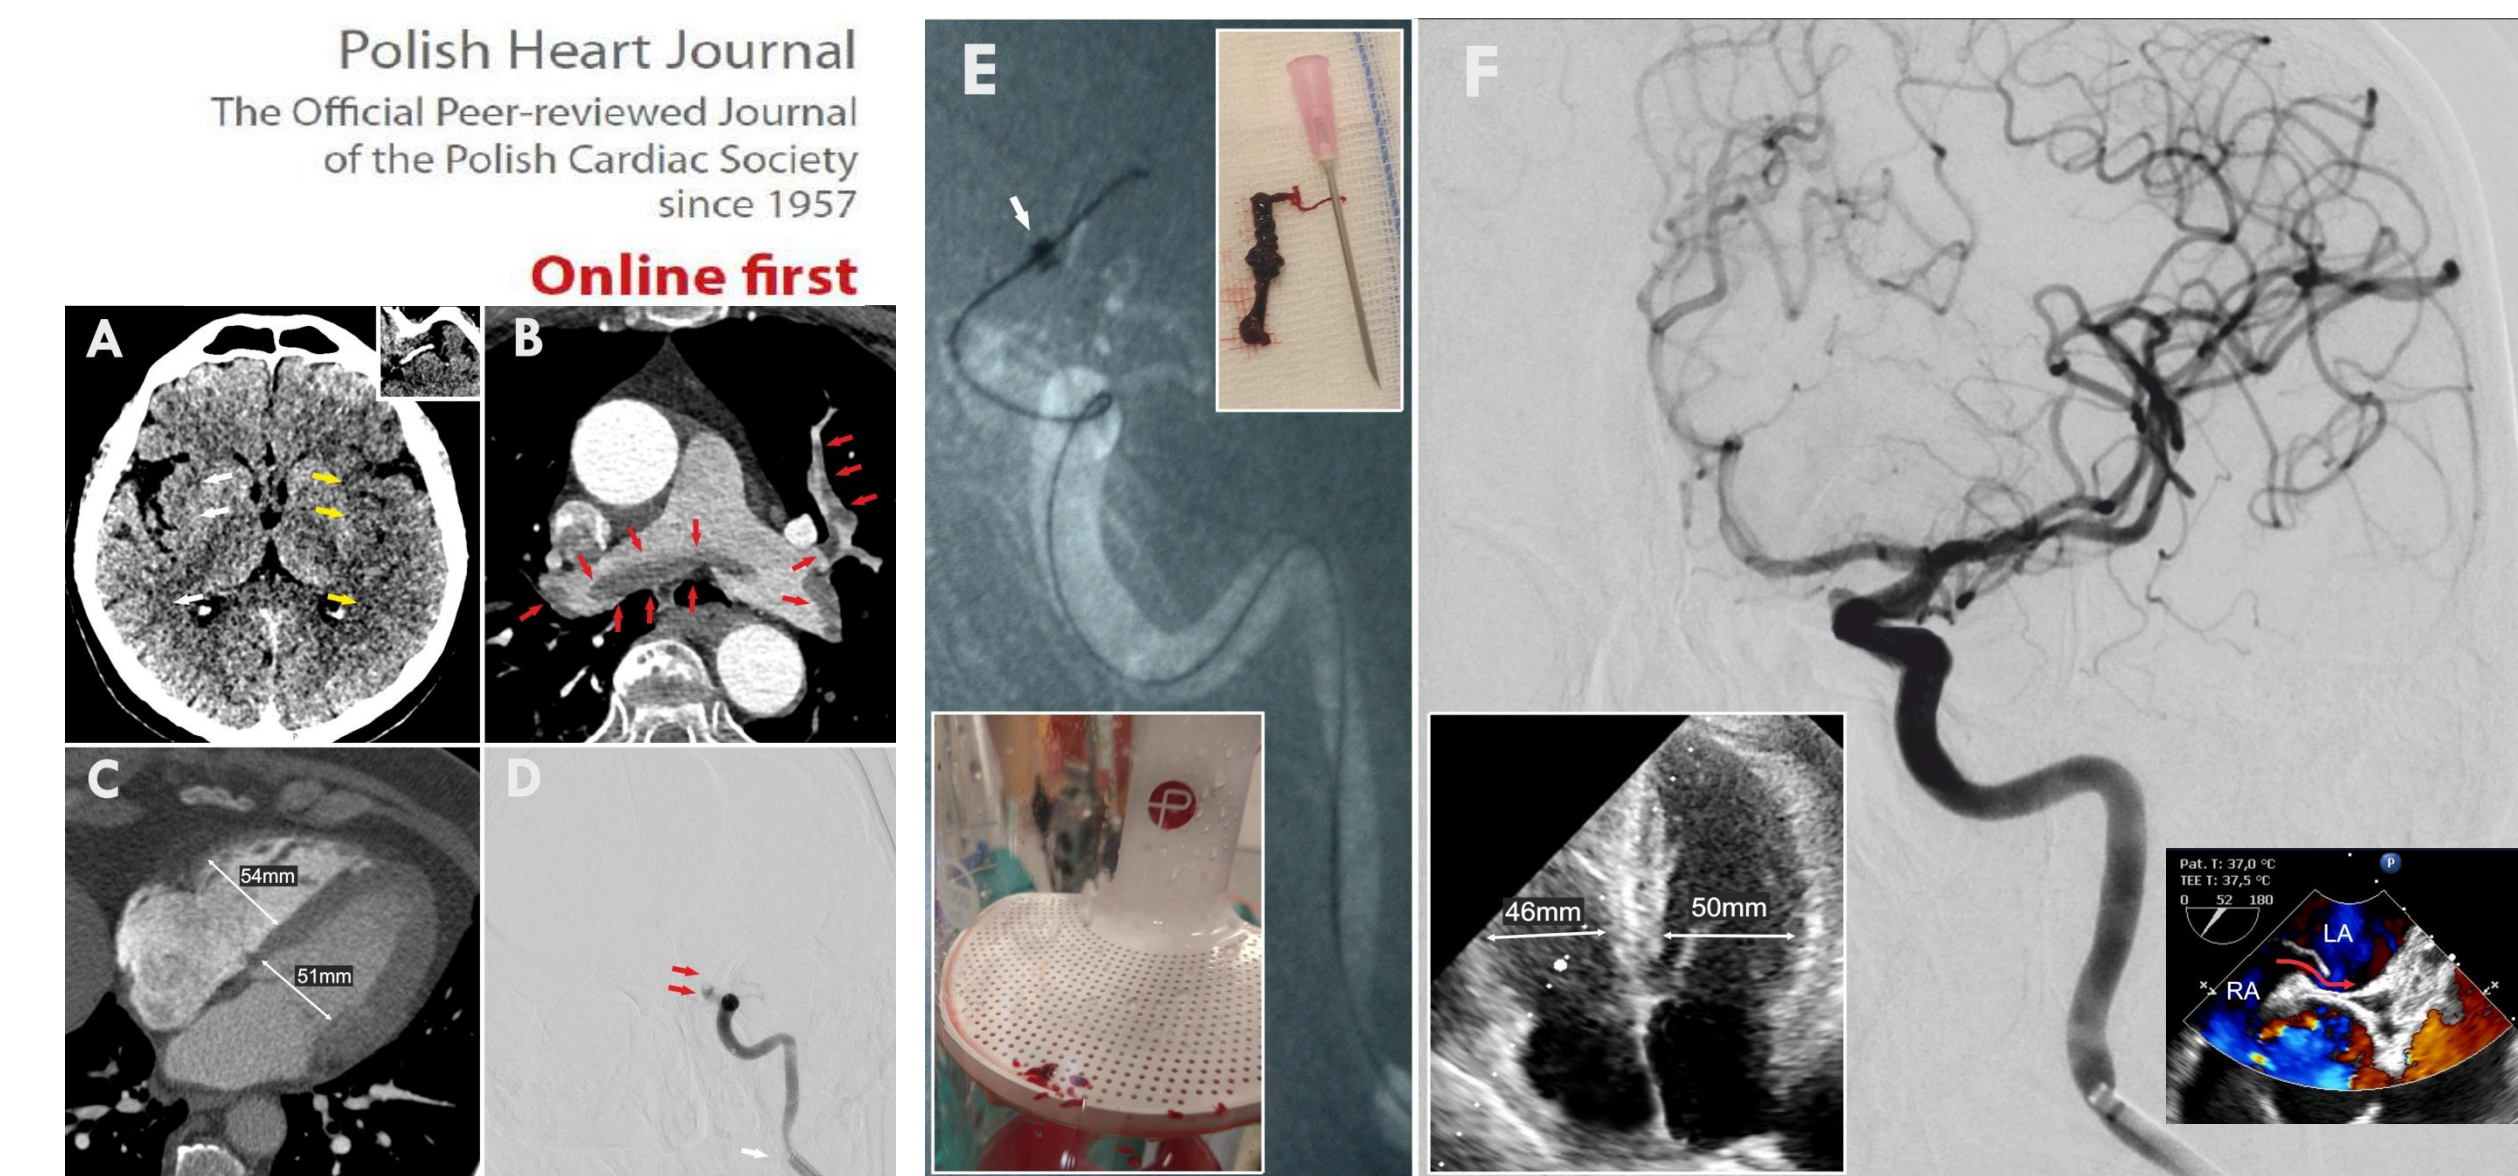 Polish Heart Journal
The Official Peer-reviewed Journal
of the Polish Cardiac Society
since 1957
Online first
A
P
B
C
54mm
51mm
D
E
P
F
46mm
50mm
Pat. T: 37,0 °C
TEE T: 37,5 °C
0 52 180
P
LA
RA
x
x